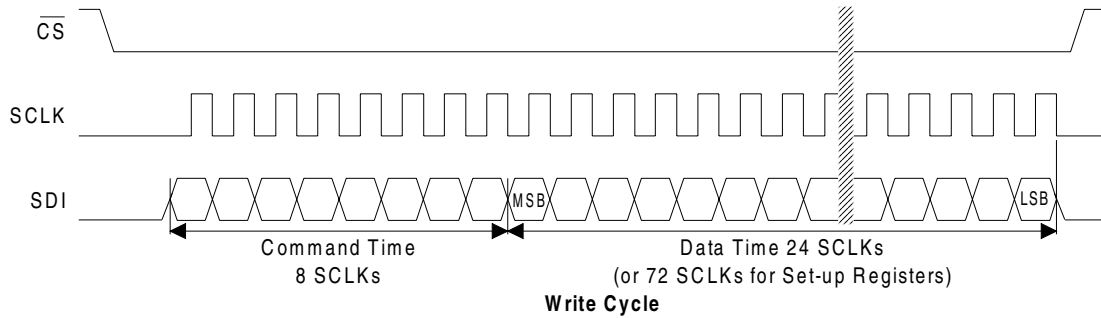 CS
SCLK
SDI MSB LSB
Command Time Data Time 24 SCLKs
8 SCLKs (or 72 SCLKs for Set-up Registers)
Write Cycle